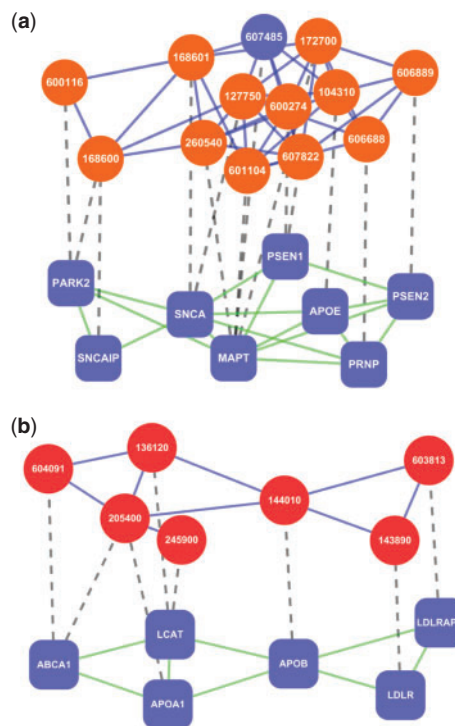 (a)
607485
172700
168601
600116
606889
127750
104310
600274
168600
260540
606688
601104
607822
PSEN1
PARK2
PSEN2
SNCA
APOE
SNCAIP
MAPT
PRNP
(b)
136120
604091
603813
144010
205400
245900
143890
LCAT
LDLRAP
ABCA1
APOB
APOA1
LDLR